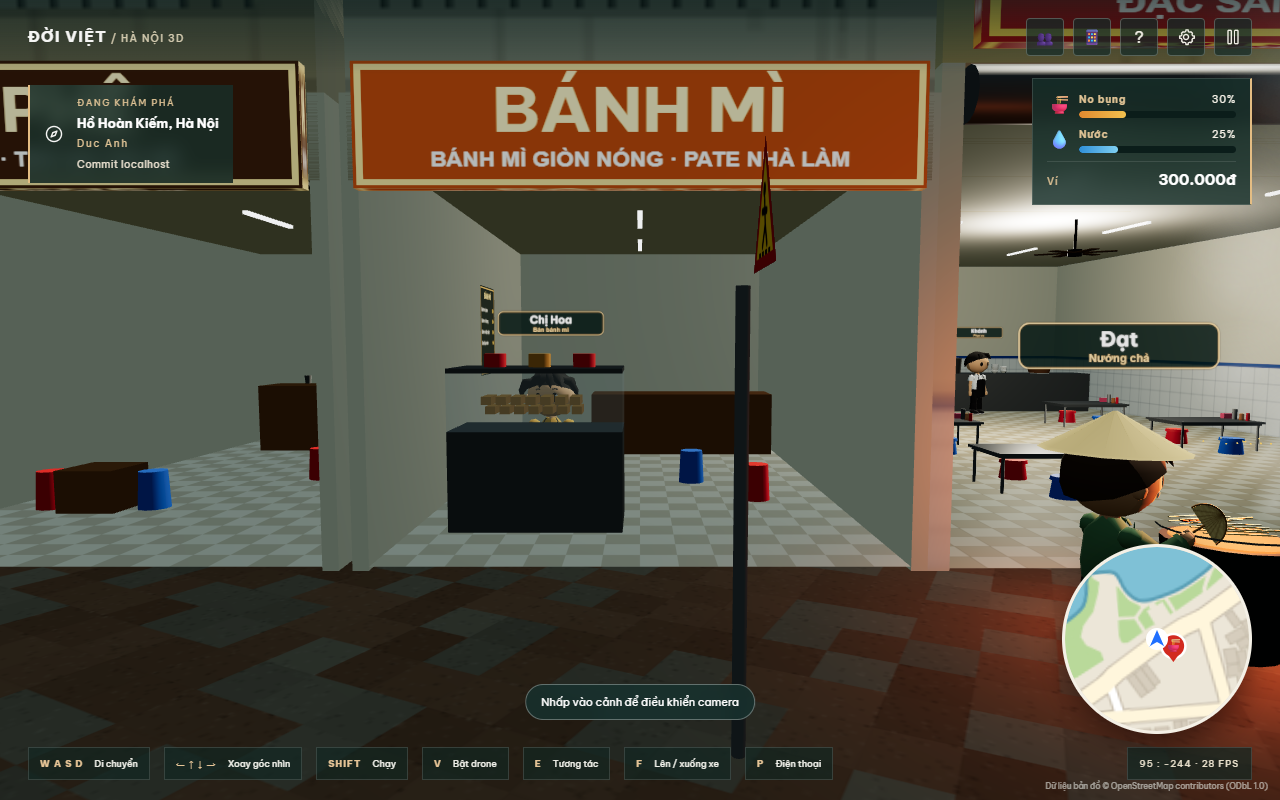 ĐỜI VIỆT / HÀ NỘI 3D
ĐẶC SẢ
?
BÁNH MÌ
BÁNH MÌ GIÒN NÓNG · PATE NHÀ LÀM
ĐANG KHÁM PHÁ
Hồ Hoàn Kiếm, Hà Nội
Duc Anh
Commit localhost
No bụng 30%
Nước 25%
Ví 300.000đ
Chị Hoa
Bán bánh mì
Khánh
Đạt
Nướng chả
Nhấp vào cảnh để điều khiển camera
W A S D Di chuyển
←↑↓→ Xoay góc nhìn
SHIFT Chạy
V Bật drone
E Tương tác
F Lên / xuống xe
P Điện thoại
95 : -244 · 28 FPS
Dữ liệu bản đồ © OpenStreetMap contributors (ODbL 1.0)